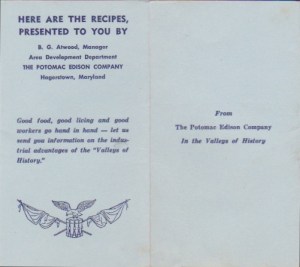 HERE ARE THE RECIPES,
PRESENTED TO YOU BY
B. G. Atwood, Manager
Area Development Department
THE POTOMAC EDISON COMPANY
Hagerstown, Maryland
Good food, good living and good
workers go hand in hand — let us
send you information on the indus-
trial advantages of the "Valleys of
History."
From
The Potomac Edison Company
In the Valleys of History